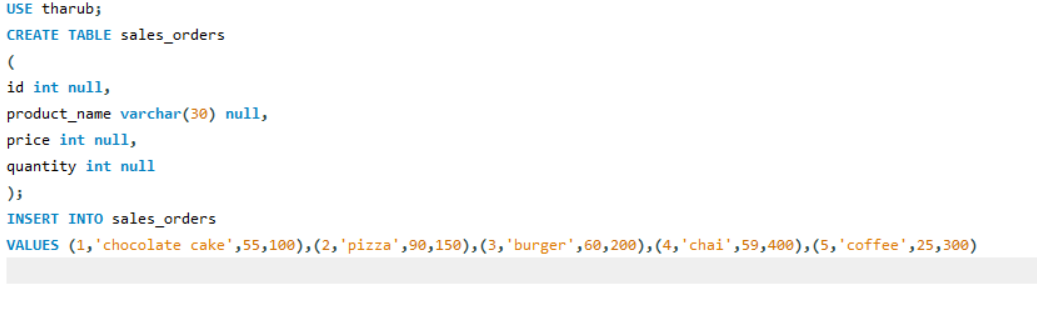 USE tharub;
CREATE TABLE sales_orders
(
id int null,
product_name varchar(30) null,
price int null,
quantity int null
);
INSERT INTO sales_orders
VALUES (1,'chocolate cake',55,100),(2,'pizza',90,150),(3,'burger',60,200),(4,'chai',59,400),(5,'coffee',25,300)